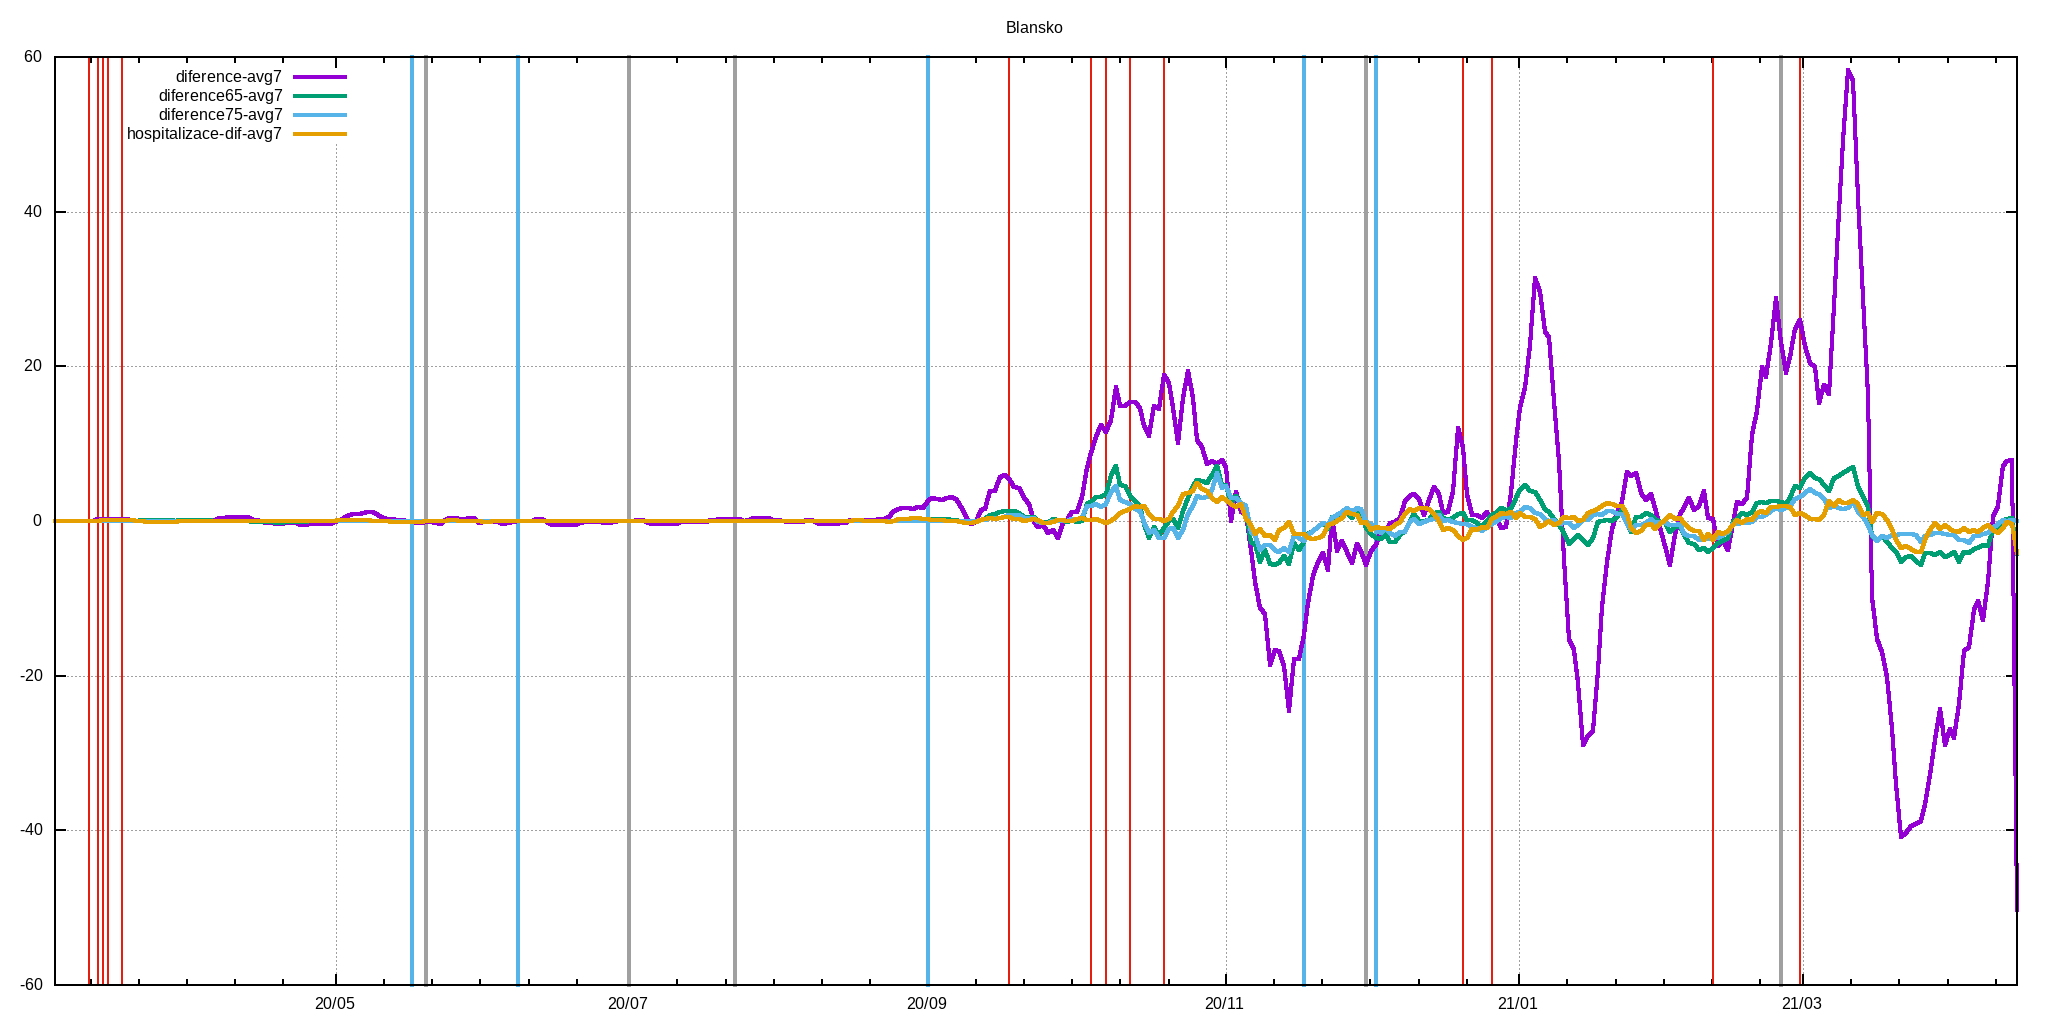 Blansko
60
40
20
0
-20
-40
-60
diference-avg7
diference65-avg7
diference75-avg7
hospitalizace-dif-avg7
20/05
20/07
20/09
20/11
21/01
21/03